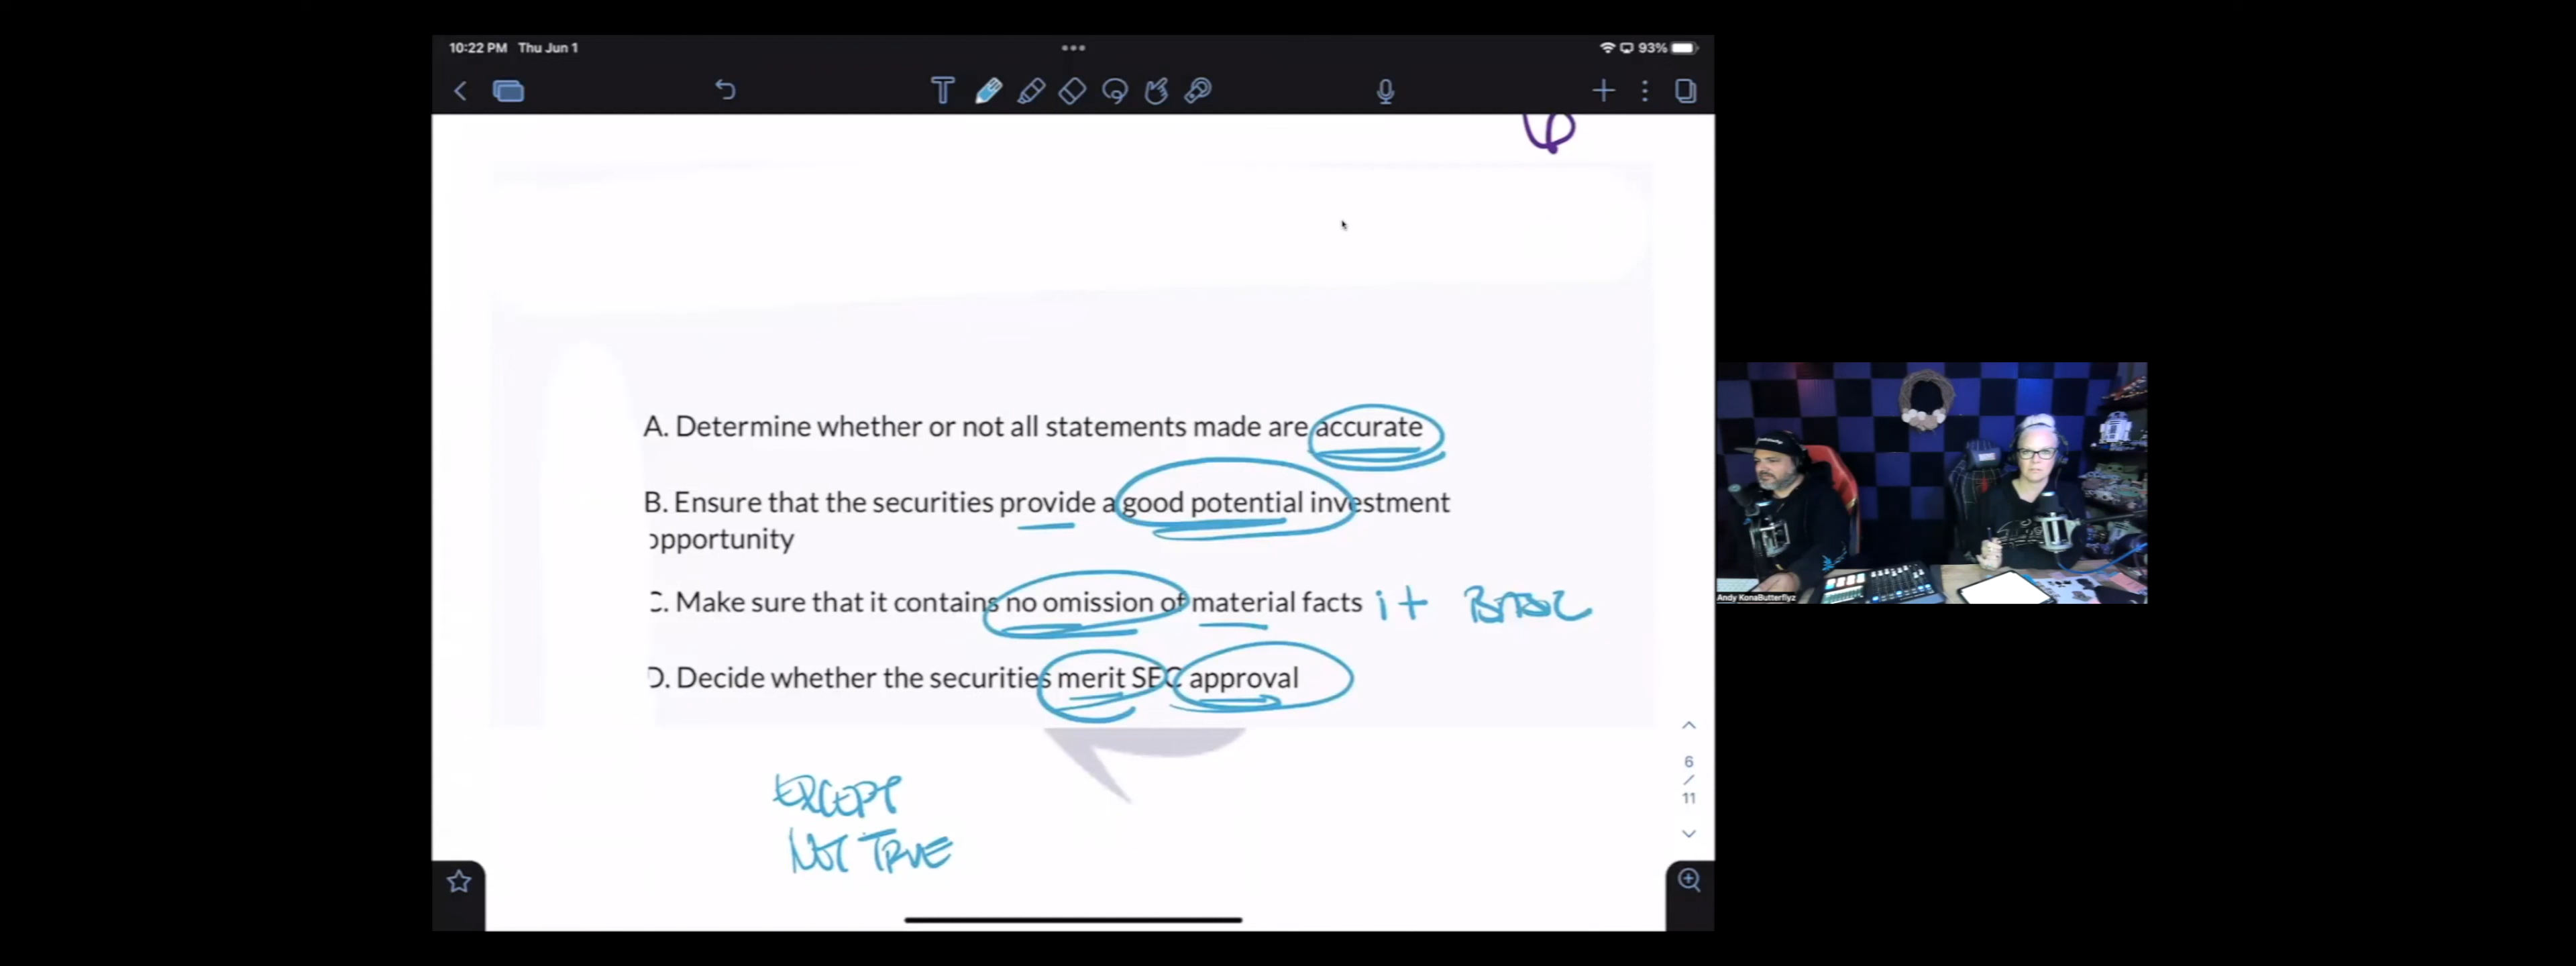 10:22 PM Thu Jun 1
93%
A. Determine whether or not all statements made are accurate
B. Ensure that the securities provide a good potential investment
opportunity
C. Make sure that it contains no omission of material facts it
D. Decide whether the securities merit SEC approval
EXCEPT
NOT TRUE
6
/
11
Andy KonaButterflyz